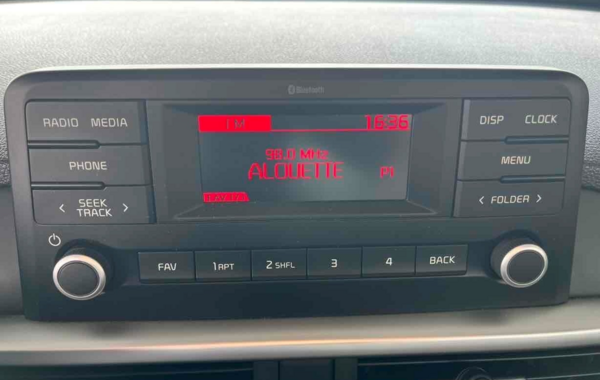 Bluetooth
RADIO MEDIA
FM 16:36
DISP CLOCK
PHONE
98.0 MHz
ALOUETTE P1
MENU
< SEEK TRACK >
< FOLDER >
FAV 1 RPT 2 SHFL 3 4 BACK